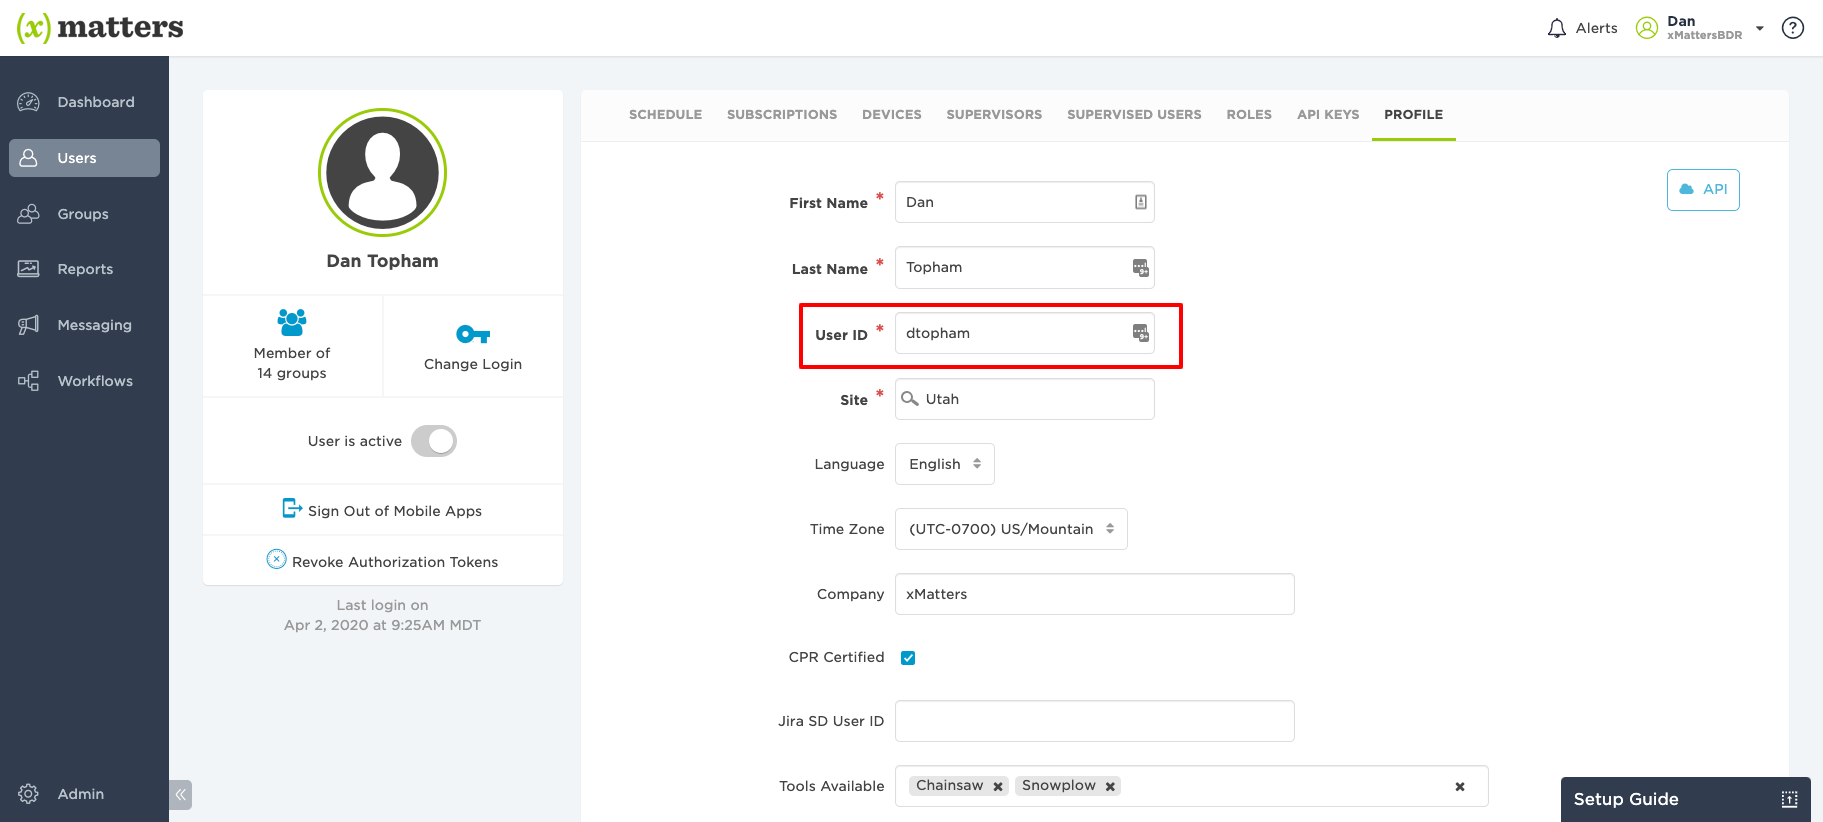 (x) matters
Alerts
Dan
xMattersBDR
Dashboard
Users
Groups
Reports
Messaging
Workflows
Admin
Dan Topham
Member of
14 groups
Change Login
User is active
Sign Out of Mobile Apps
Revoke Authorization Tokens
Last login on
Apr 2, 2020 at 9:25AM MDT
SCHEDULE SUBSCRIPTIONS DEVICES SUPERVISORS SUPERVISED USERS ROLES API KEYS PROFILE
API
First Name * Dan
Last Name * Topham
User ID * dtopham
Site * Utah
Language English
Time Zone (UTC-0700) US/Mountain
Company xMatters
CPR Certified
Jira SD User ID
Tools Available Chainsaw × Snowplow × ×
Setup Guide